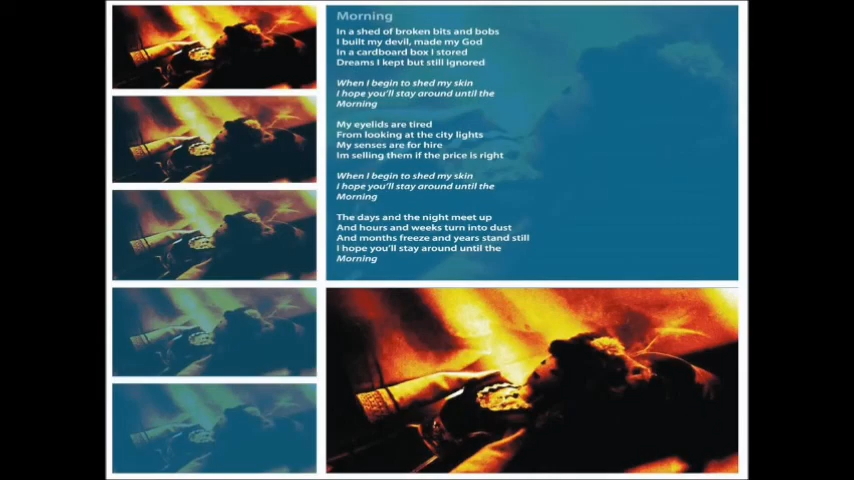 Morning
In a shed of broken bits and bobs
I built my devil, made my God
In a cardboard box I stored
Dreams I kept but still ignored
When I begin to shed my skin
I hope you'll stay around until the
Morning
My eyelids are tired
From looking at the city lights
My senses are for hire
Im selling them if the price is right
When I begin to shed my skin
I hope you'll stay around until the
Morning
The days and the night meet up
And hours and weeks turn into dust
And months freeze and years stand still
I hope you'll stay around until the
Morning